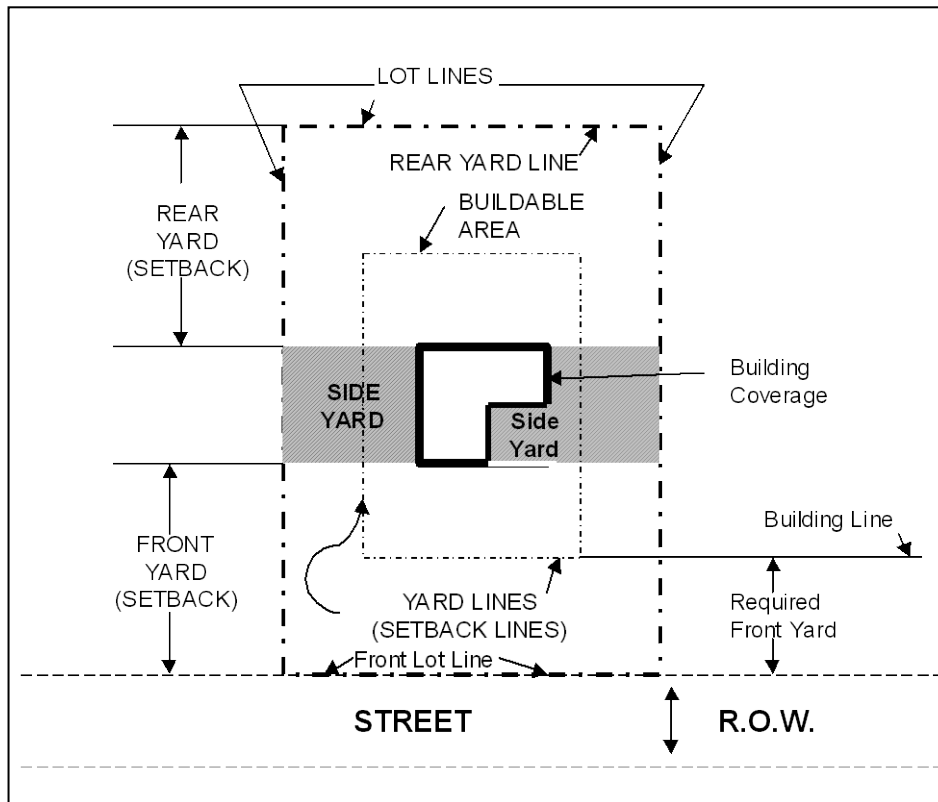 LOT LINES
REAR YARD LINE
BUILDABLE
AREA
REAR
YARD
(SETBACK)
SIDE
YARD
Side
Yard
Building
Coverage
Building Line
FRONT
YARD
(SETBACK)
YARD LINES
(SETBACK LINES)
Required
Front Yard
Front Lot Line
STREET
R.O.W.